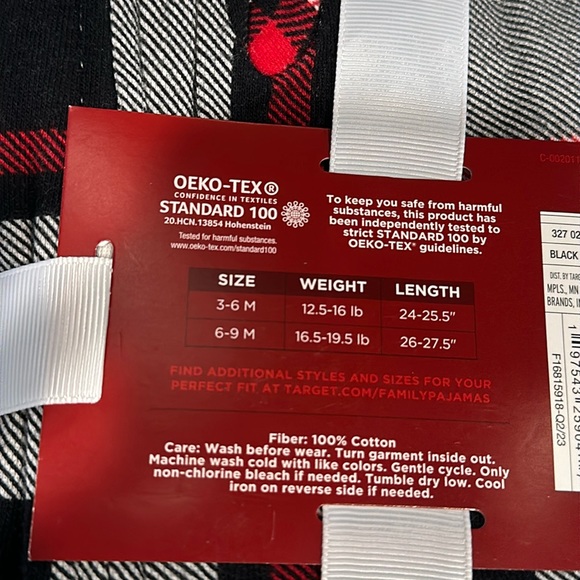 OEKO-TEX®
CONFIDENCE IN TEXTILES
STANDARD 100
20.HCN.13854 Hohenstein
Tested for harmful substances.
www.oeko-tex.com/standard100
To keep you safe from harmful
substances, this product has
been independently tested to
strict STANDARD 100 by
OEKO-TEX® guidelines.
SIZE WEIGHT LENGTH
3-6 M 12.5-16 lb 24-25.5"
6-9 M 16.5-19.5 lb 26-27.5"
FIND ADDITIONAL STYLES AND SIZES FOR YOUR
PERFECT FIT AT TARGET.COM/FAMILYPAJAMAS
Fiber: 100% Cotton
Care: Wash before wear. Turn garment inside out.
Machine wash cold with like colors. Gentle cycle. Only
non-chlorine bleach if needed. Tumble dry low. Cool
iron on reverse side if needed.
327 02
BLACK
DIST. BY
MPLS., MN
BRANDS,
F16815918-Q2/23